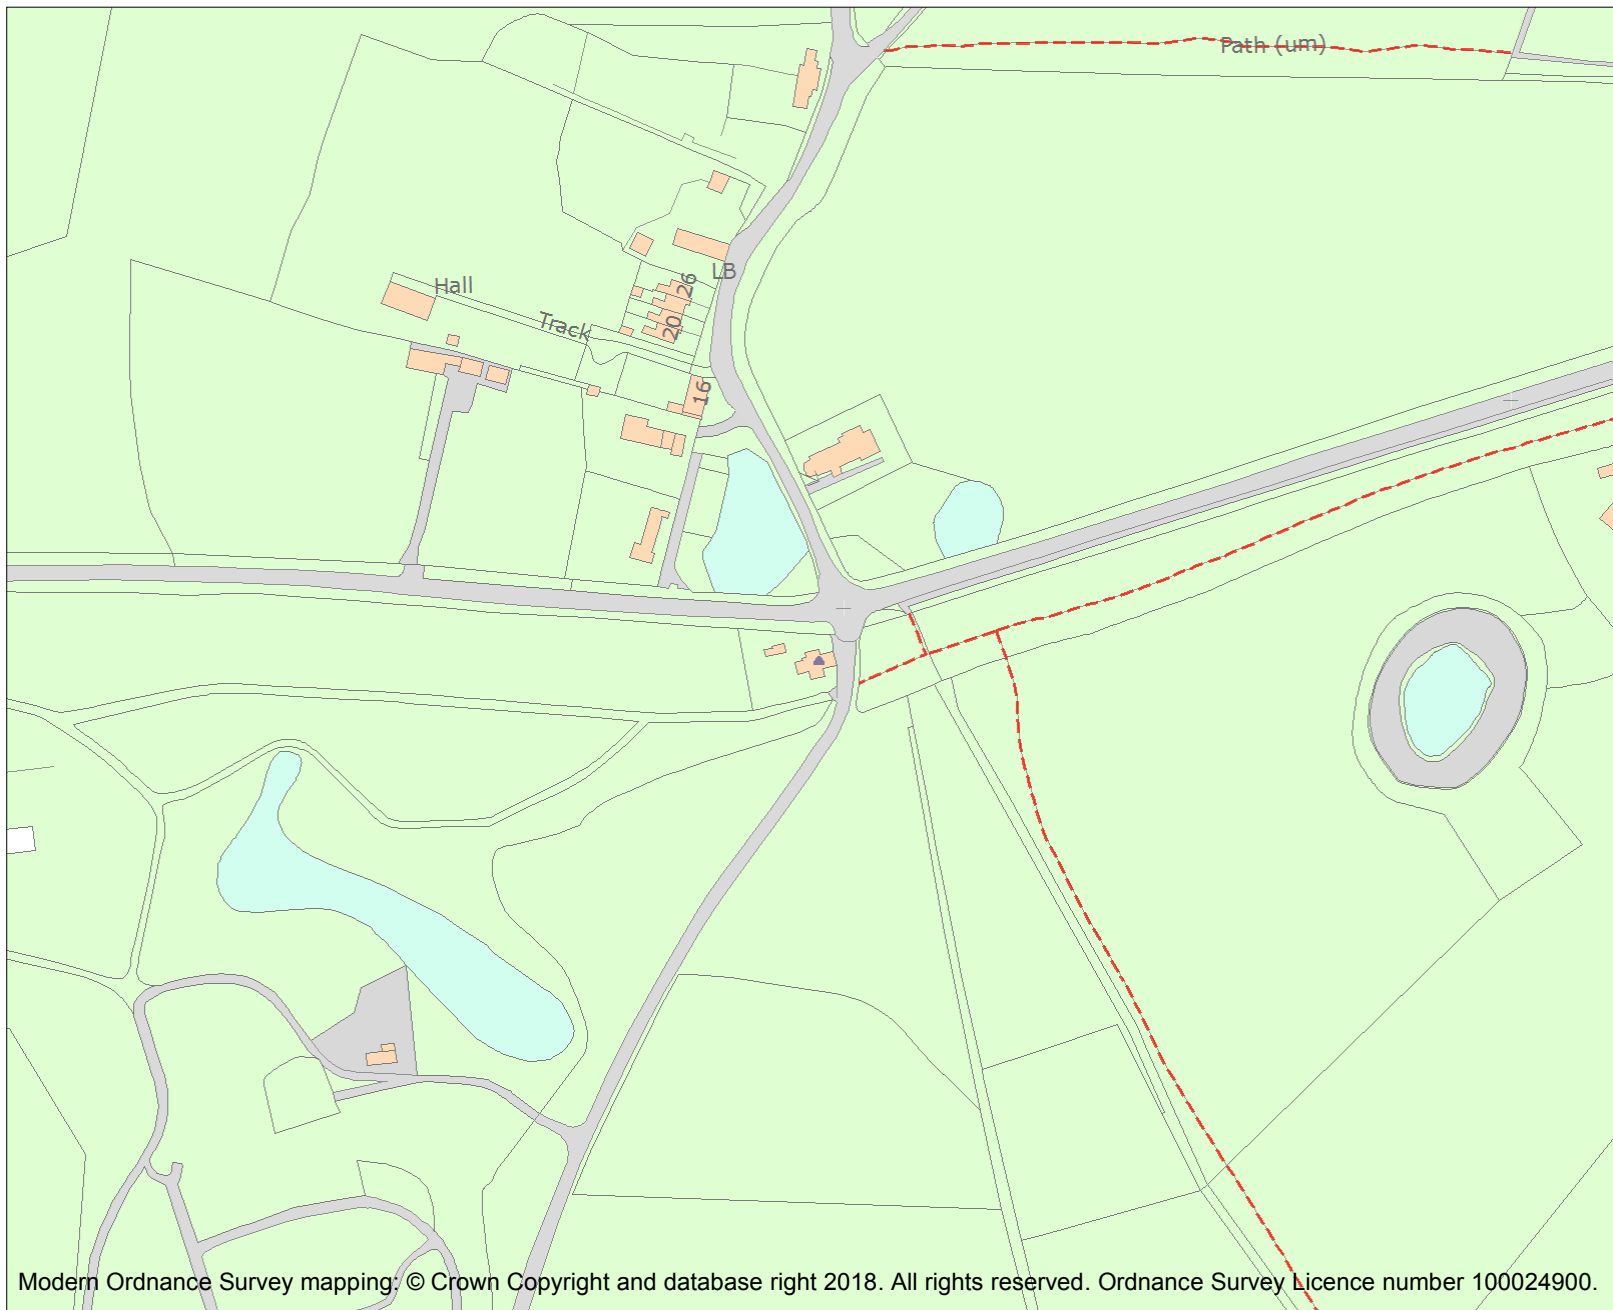 Path (um)
LB
26
Hall
Track
20
16
Modern Ordnance Survey mapping: © Crown Copyright and database right 2018. All rights reserved. Ordnance Survey Licence number 100024900.